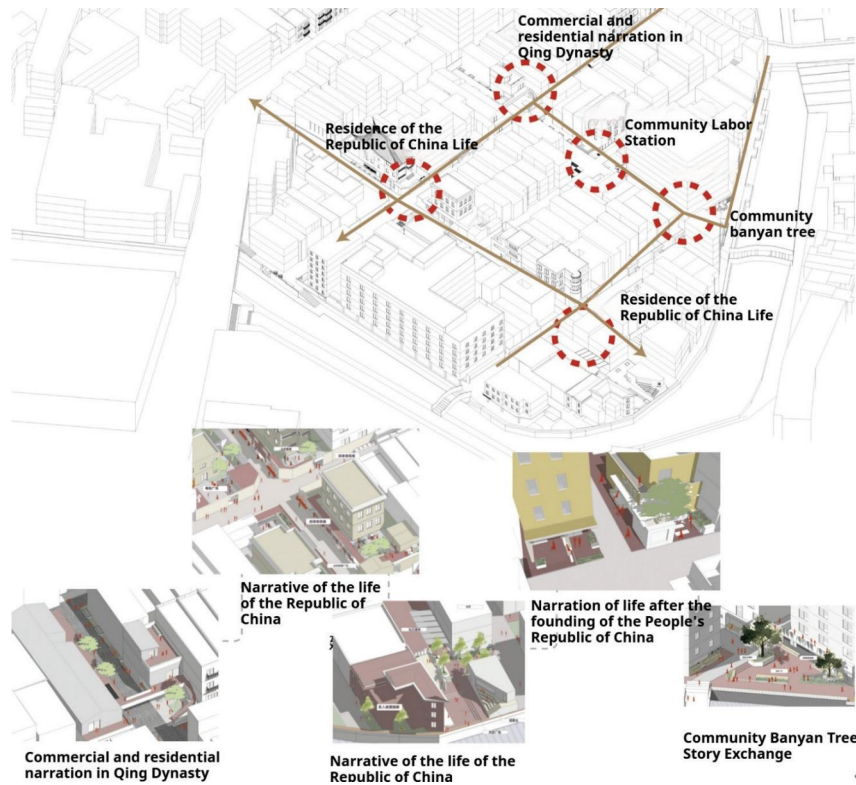 Commercial and
residential narration in
Qing Dynasty
Residence of the
Republic of China Life
Community Labor
Station
Community
banyan tree
Residence of the
Republic of China Life
Narrative of the life
of the Republic of
China
Narration of life after the
founding of the People's
Republic of China
Commercial and residential
narration in Qing Dynasty
Narrative of the life of the
Republic of China
Community Banyan Tree
Story Exchange